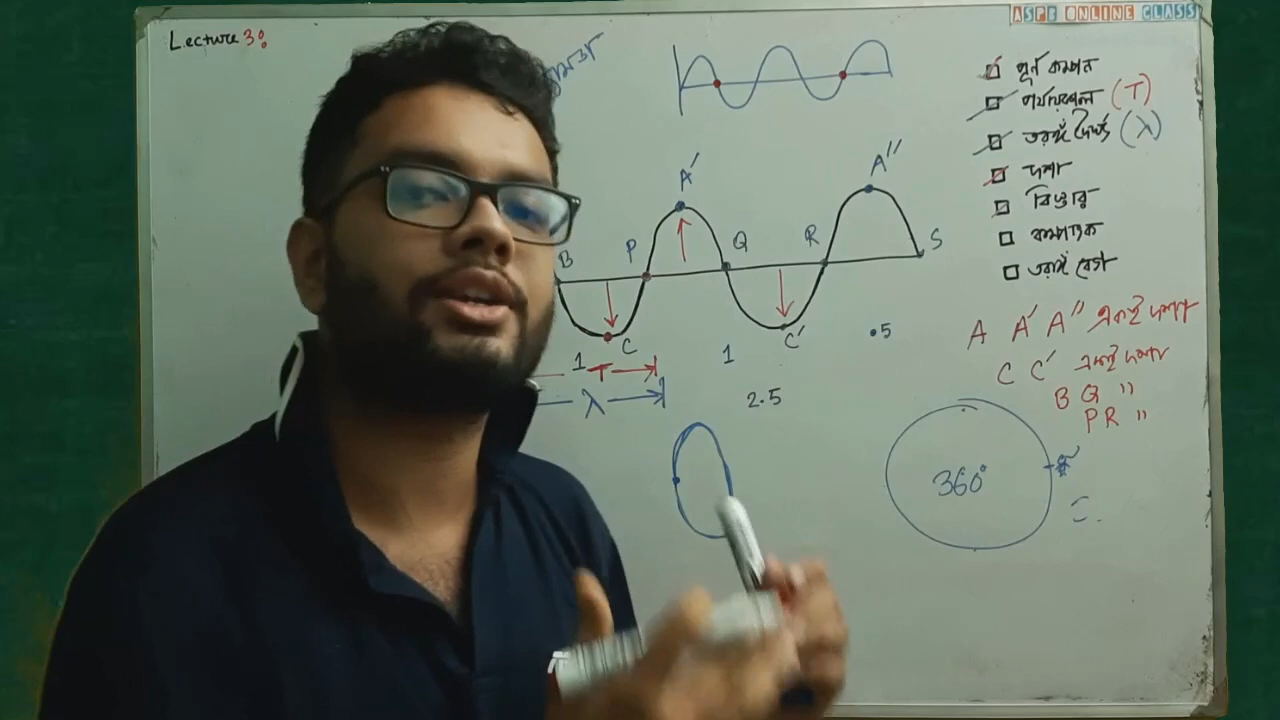 Lecture 3:
ASPB ONLINE CLASS
পূর্ণ কম্পন
পর্যায়কাল (T)
তরঙ্গ দৈর্ঘ্য (λ)
দশা
বিস্তার
কম্পাংক
তরঙ্গ বেগ
A' A''
B P Q R S
C C'
1 1 .5
T
λ
2.5
A A' A'' একই দশা
C C' একই দশা
B Q "
P R "
360°